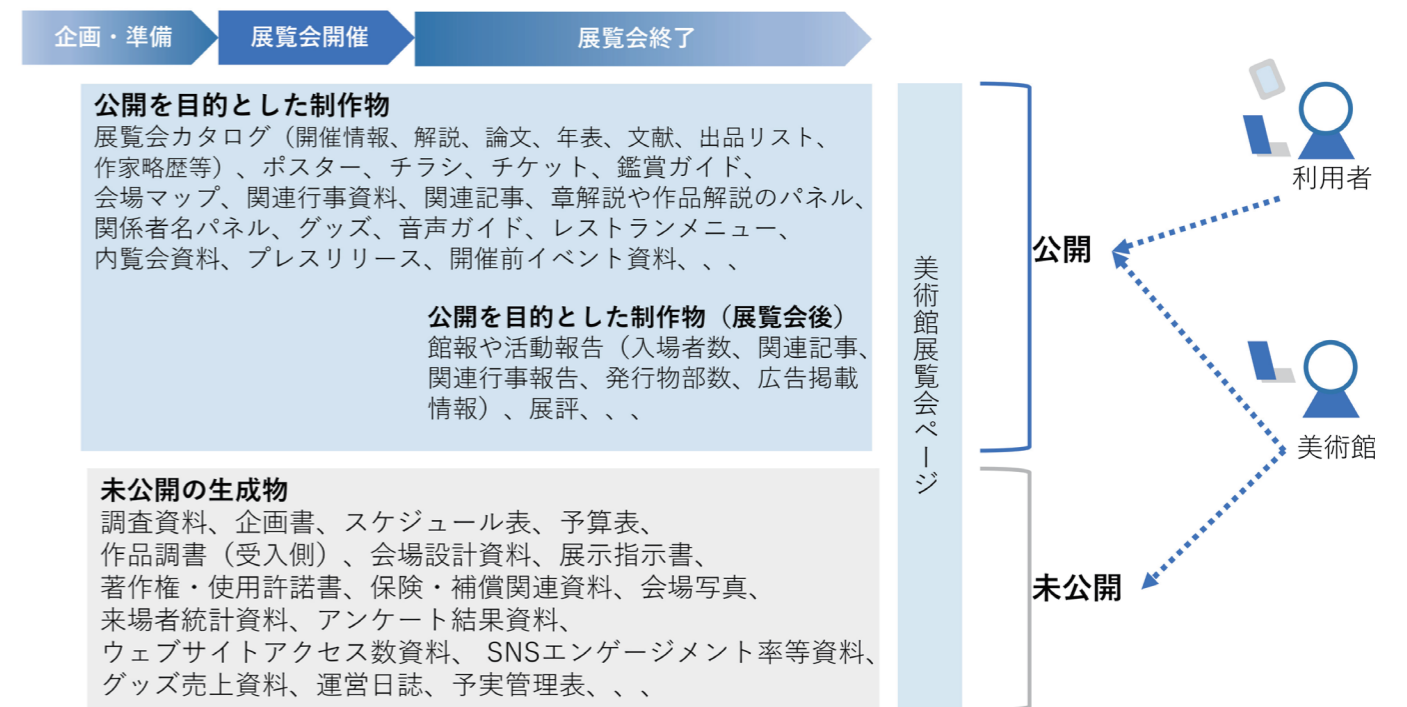 企画・準備
展覧会開催
展覧会終了
公開を目的とした制作物
展覧会カタログ（開催情報、解説、論文、年表、文献、出品リスト、
作家略歴等）、ポスター、チラシ、チケット、鑑賞ガイド、
会場マップ、関連行事資料、関連記事、章解説や作品解説のパネル、
関係者名パネル、グッズ、音声ガイド、レストランメニュー、
内覧会資料、プレスリリース、開催前イベント資料、、、
公開を目的とした制作物（展覧会後）
館報や活動報告（入場者数、関連記事、
関連行事報告、発行物部数、広告掲載
情報）、展評、、、
未公開の生成物
調査資料、企画書、スケジュール表、予算表、
作品調書（受入側）、会場設計資料、展示指示書、
著作権・使用許諾書、保険・補償関連資料、会場写真、
来場者統計資料、アンケート結果資料、
ウェブサイトアクセス数資料、 SNSエンゲージメント率等資料、
グッズ売上資料、運営日誌、予実管理表、、、
美術館展覧会ページ
公開
未公開
利用者
美術館